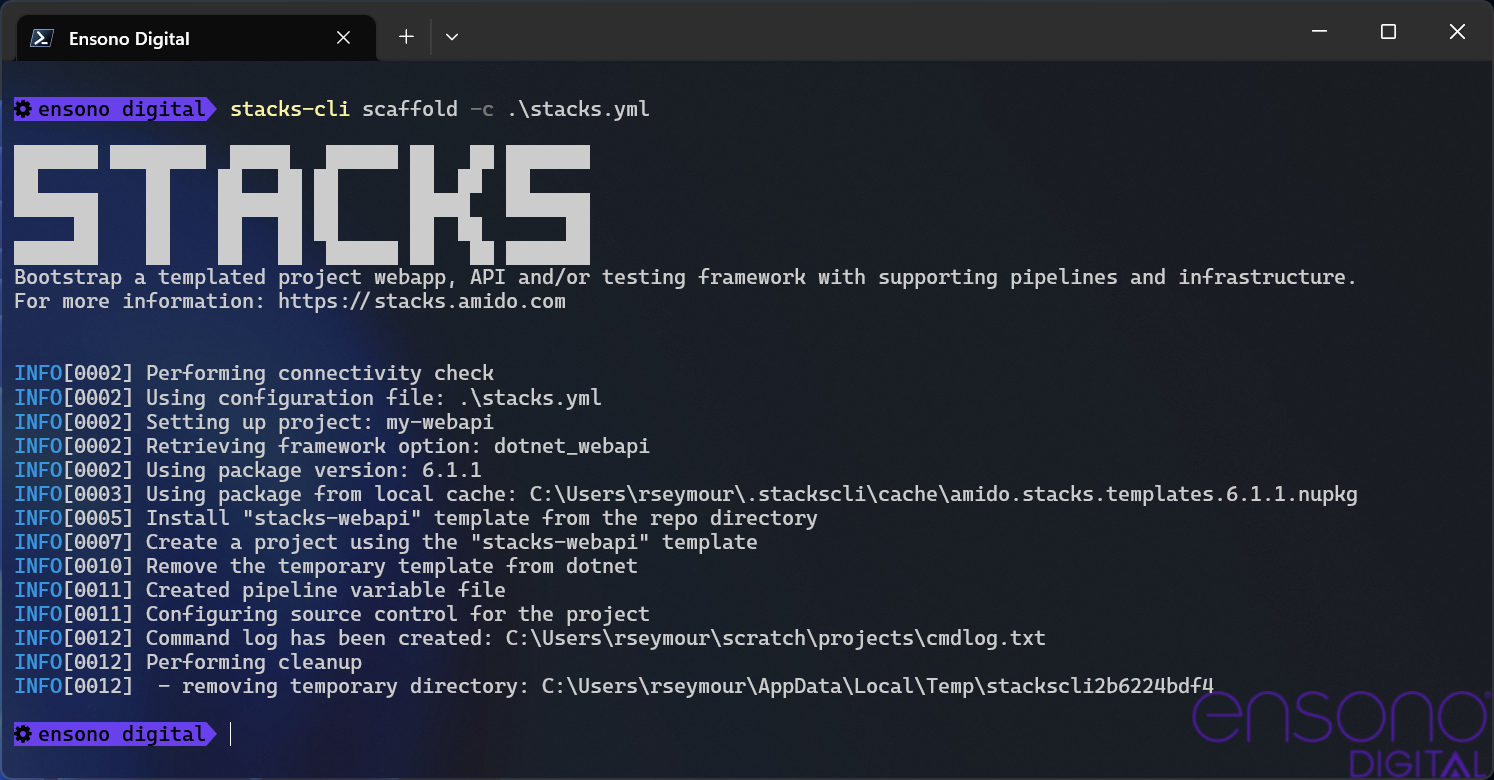 Ensono Digital
ensono digital stacks-cli scaffold -c .\stacks.yml
STACKS
Bootstrap a templated project webapp, API and/or testing framework with supporting pipelines and infrastructure.
For more information: https://stacks.amido.com
INFO[0002] Performing connectivity check
INFO[0002] Using configuration file: .\stacks.yml
INFO[0002] Setting up project: my-webapi
INFO[0002] Retrieving framework option: dotnet_webapi
INFO[0002] Using package version: 6.1.1
INFO[0003] Using package from local cache: C:\Users\rseymour\.stackscli\cache\amido.stacks.templates.6.1.1.nupkg
INFO[0005] Install "stacks-webapi" template from the repo directory
INFO[0007] Create a project using the "stacks-webapi" template
INFO[0010] Remove the temporary template from dotnet
INFO[0011] Created pipeline variable file
INFO[0011] Configuring source control for the project
INFO[0012] Command log has been created: C:\Users\rseymour\scratch\projects\cmdlog.txt
INFO[0012] Performing cleanup
INFO[0012]  - removing temporary directory: C:\Users\rseymour\AppData\Local\Temp\stackscli2b6224bdf4
ensono digital
ensono
DIGITAL